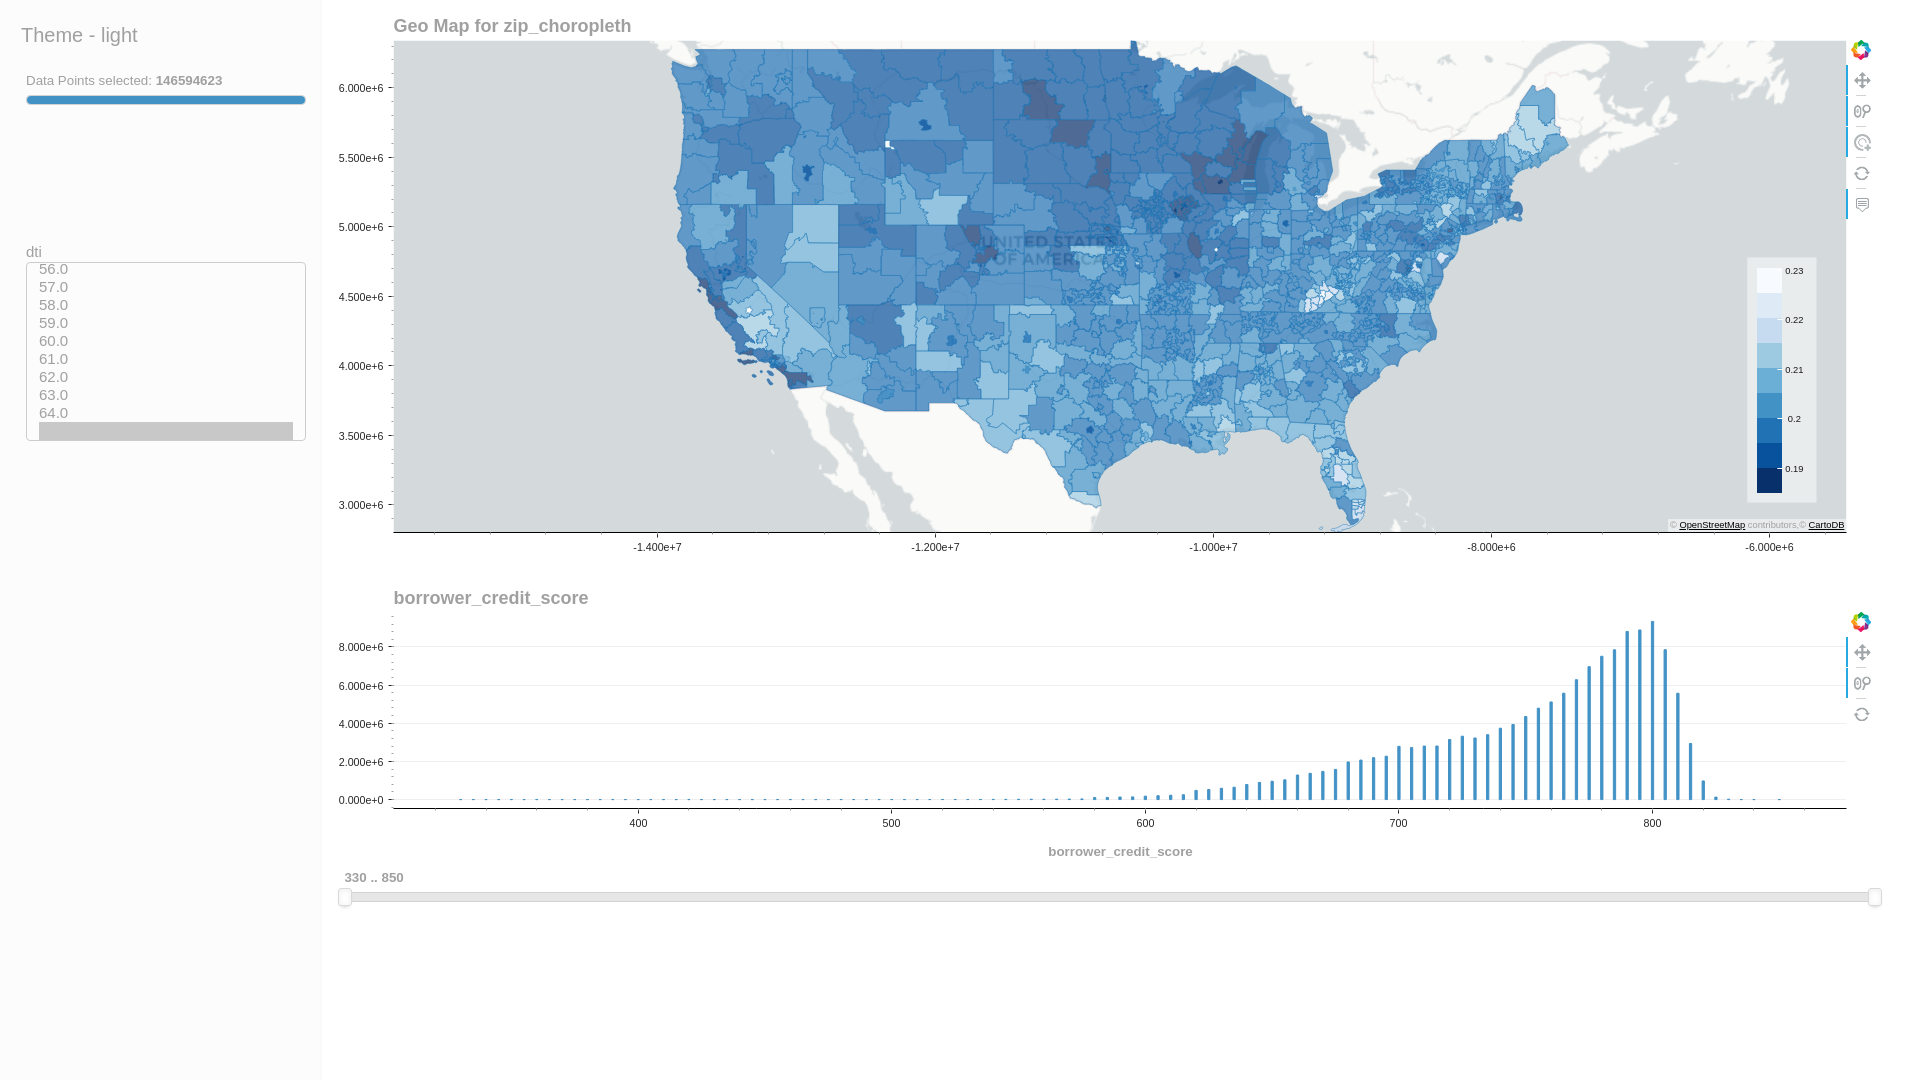 Theme - light
Data Points selected: 146594623
dti
56.0
57.0
58.0
59.0
60.0
61.0
62.0
63.0
64.0
Geo Map for zip_choropleth
6.000e+6
5.500e+6
5.000e+6
4.500e+6
4.000e+6
3.500e+6
3.000e+6
UNITED STATES
OF AMERICA
0.23
0.22
0.21
0.2
0.19
© OpenStreetMap contributors,© CartoDB
-1.400e+7
-1.200e+7
-1.000e+7
-8.000e+6
-6.000e+6
borrower_credit_score
8.000e+6
6.000e+6
4.000e+6
2.000e+6
0.000e+0
400
500
600
700
800
borrower_credit_score
330 .. 850